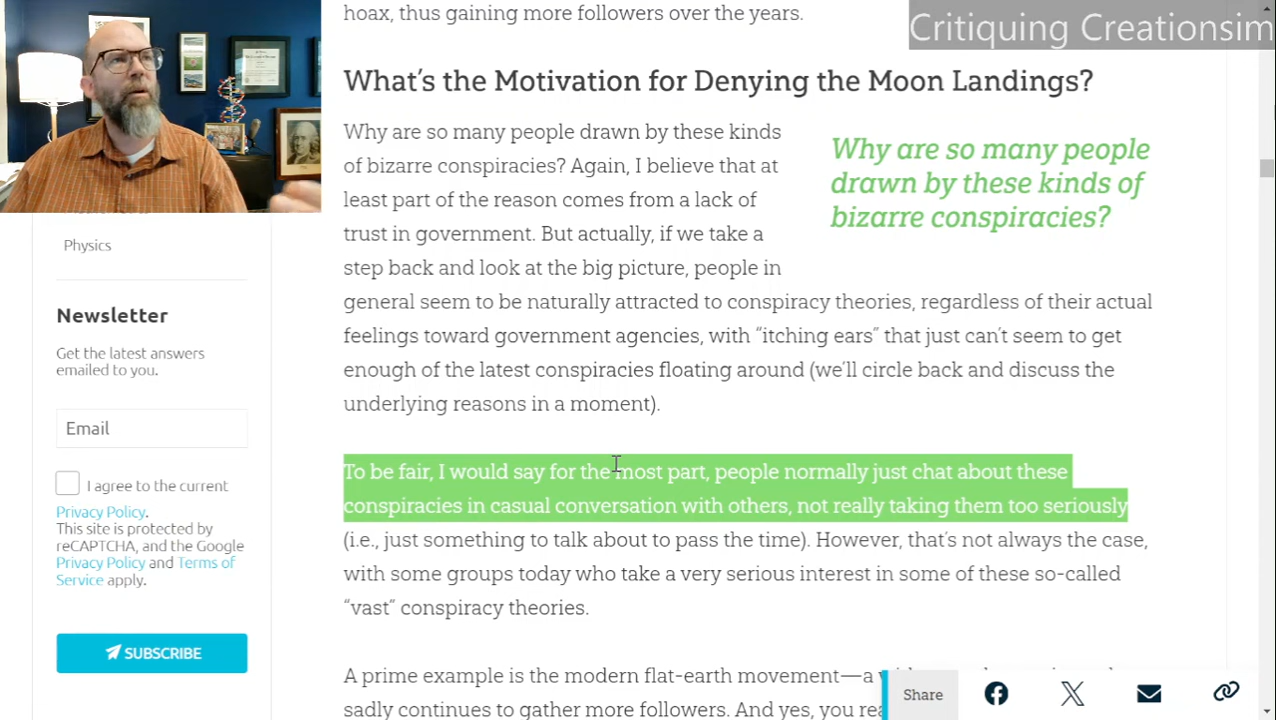 Critiquing Creationsim
hoax, thus gaining more followers over the years.
What’s the Motivation for Denying the Moon Landings?
Why are so many people drawn by these kinds
of bizarre conspiracies? Again, I believe that at
least part of the reason comes from a lack of
trust in government. But actually, if we take a
step back and look at the big picture, people in
general seem to be naturally attracted to conspiracy theories, regardless of their actual
feelings toward government agencies, with “itching ears” that just can’t seem to get
enough of the latest conspiracies floating around (we’ll circle back and discuss the
underlying reasons in a moment).
Why are so many people
drawn by these kinds of
bizarre conspiracies?
To be fair, I would say for the most part, people normally just chat about these
conspiracies in casual conversation with others, not really taking them too seriously
(i.e., just something to talk about to pass the time). However, that’s not always the case,
with some groups today who take a very serious interest in some of these so-called
“vast” conspiracy theories.
A prime example is the modern flat-earth movement—a
sadly continues to gather more followers. And yes, you
Physics
Newsletter
Get the latest answers
emailed to you.
Email
I agree to the current
Privacy Policy.
This site is protected by
reCAPTCHA, and the Google
Privacy Policy and Terms of
Service apply.
SUBSCRIBE
Share